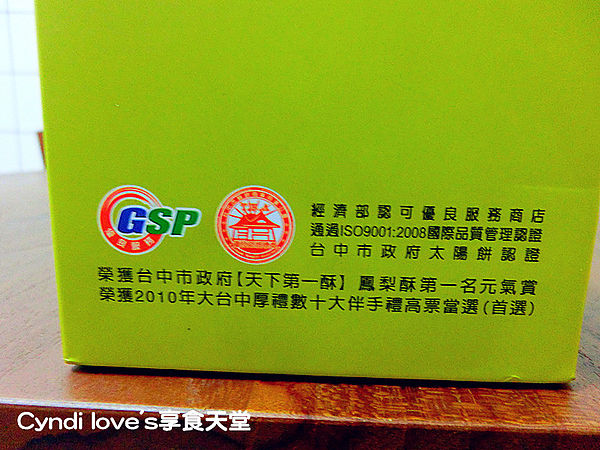 GSP
優良服務
經濟部認可優良服務商店
通過ISO9001:2008國際品質管理認證
台中市政府太陽餅認證
榮獲台中市政府【天下第一酥】 鳳梨酥第一名元氣賞
榮獲2010年大台中厚禮數十大伴手禮高票當選(首選)
Cyndi love's享食天堂